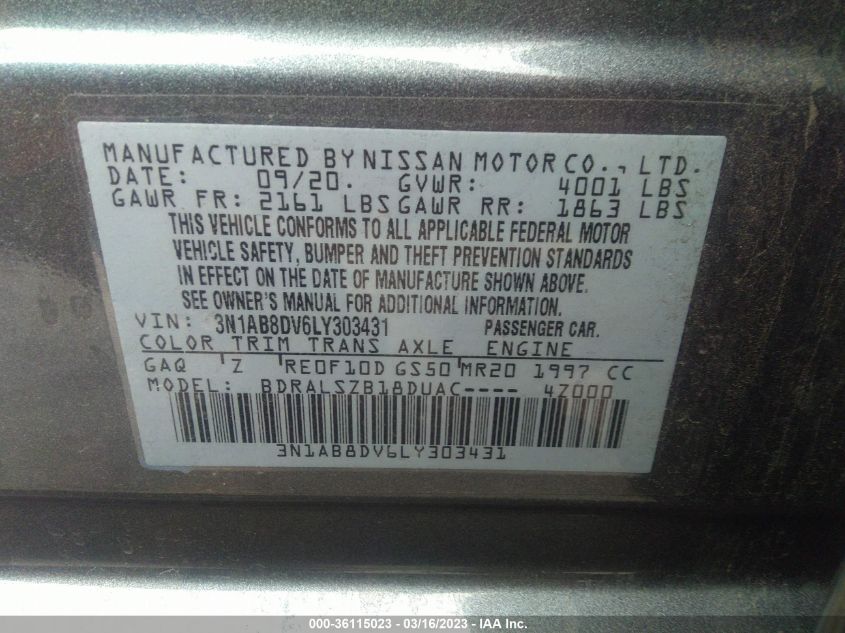 MANUFACTURED BY NISSAN MOTOR CO., LTD.
DATE: 09/20. GVWR: 4001 LBS
GAWR FR: 2161 LBS GAWR RR: 1863 LBS
THIS VEHICLE CONFORMS TO ALL APPLICABLE FEDERAL MOTOR
VEHICLE SAFETY, BUMPER AND THEFT PREVENTION STANDARDS
IN EFFECT ON THE DATE OF MANUFACTURE SHOWN ABOVE.
SEE OWNER'S MANUAL FOR ADDITIONAL INFORMATION.
VIN: 3N1AB8DV6LY303431 PASSENGER CAR.
COLOR TRIM TRANS AXLE ENGINE
GAQ Z RE0F10D GS50 MR20 1997 CC
MODEL: BDRALSZB18DUAC---- 4Z000
3N1AB8DV6LY303431
000-36115023 - 03/16/2023 - IAA Inc.